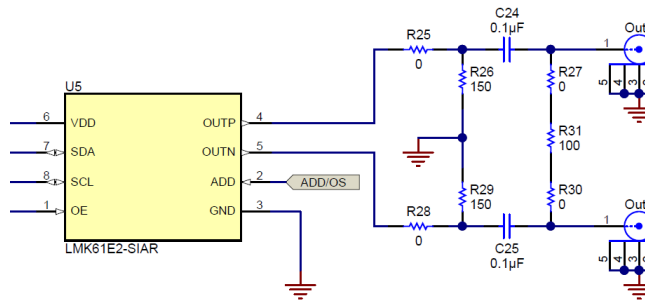 C24
0.1µF
R25
0
R26
150
R27
0
R31
100
R29
150
R30
0
R28
0
C25
0.1µF
U5
6 VDD OUTP 4
7 SDA OUTN 5
8 SCL ADD 2 ADD/OS
1 OE GND 3
LMK61E2-SIAR
Out
1
5 4 3
Out
1
5 4 3